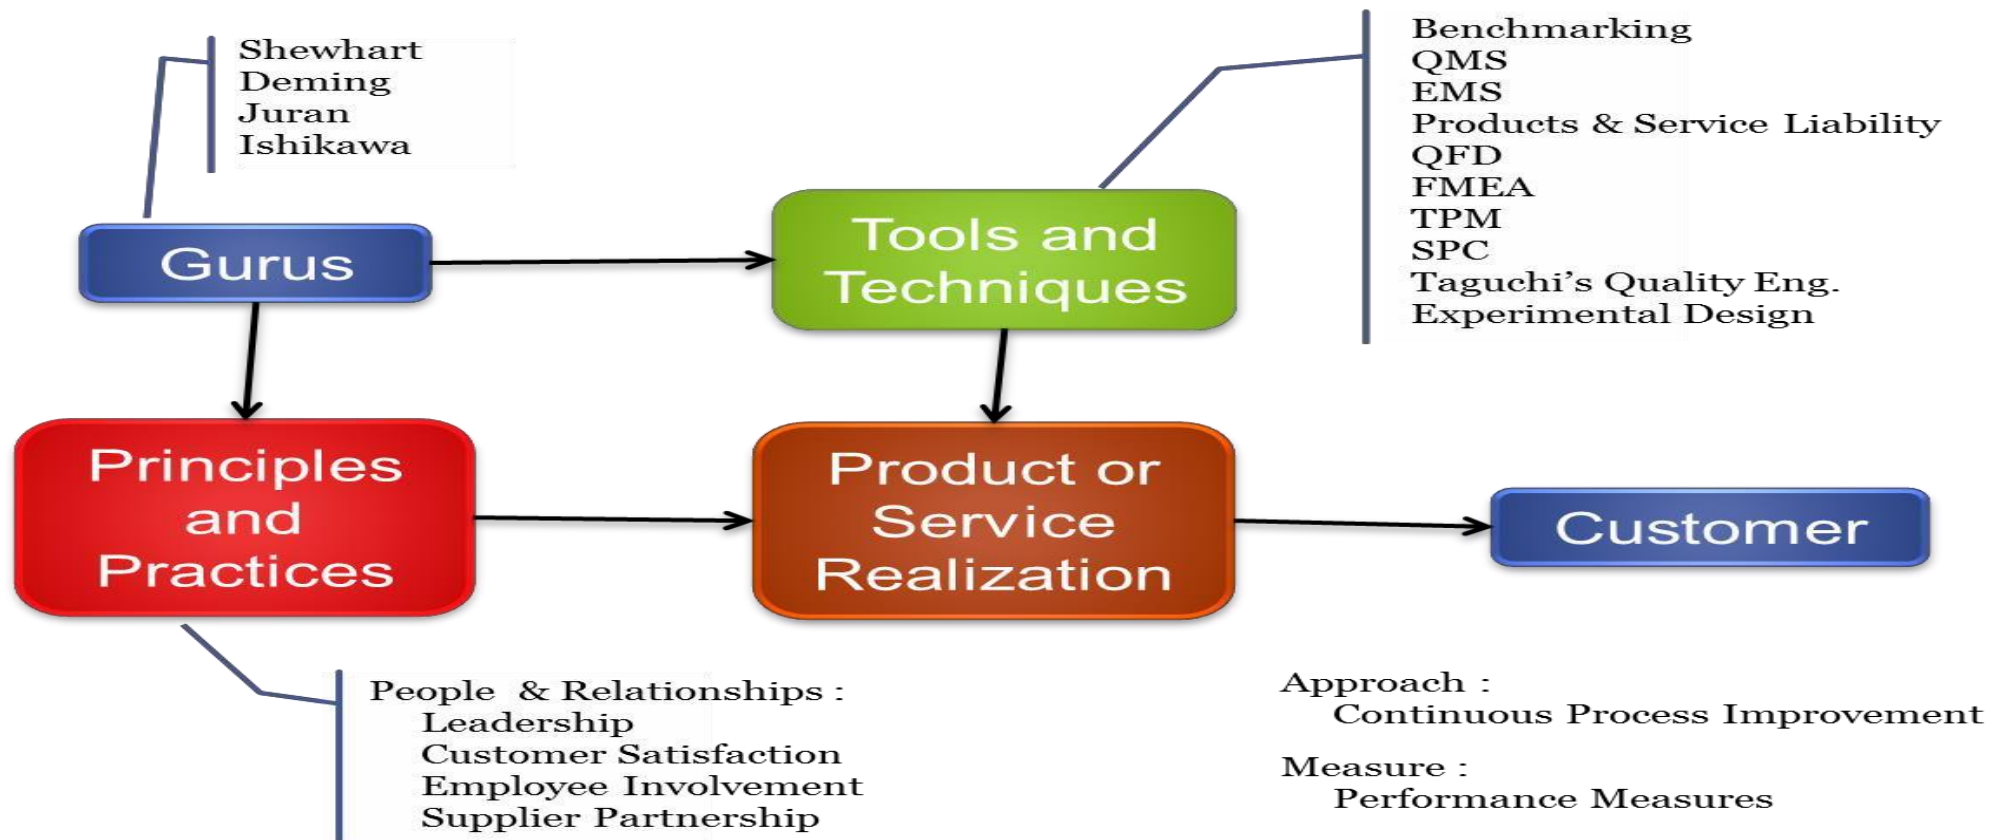 Shewhart
Deming
Juran
Ishikawa
Benchmarking
QMS
EMS
Products & Service Liability
QFD
FMEA
TPM
SPC
Taguchi's Quality Eng.
Experimental Design
Gurus
Tools and
Techniques
Principles
and
Practices
Product or
Service
Realization
Customer
People & Relationships :
Leadership
Customer Satisfaction
Employee Involvement
Supplier Partnership
Approach :
Continuous Process Improvement
Measure :
Performance Measures